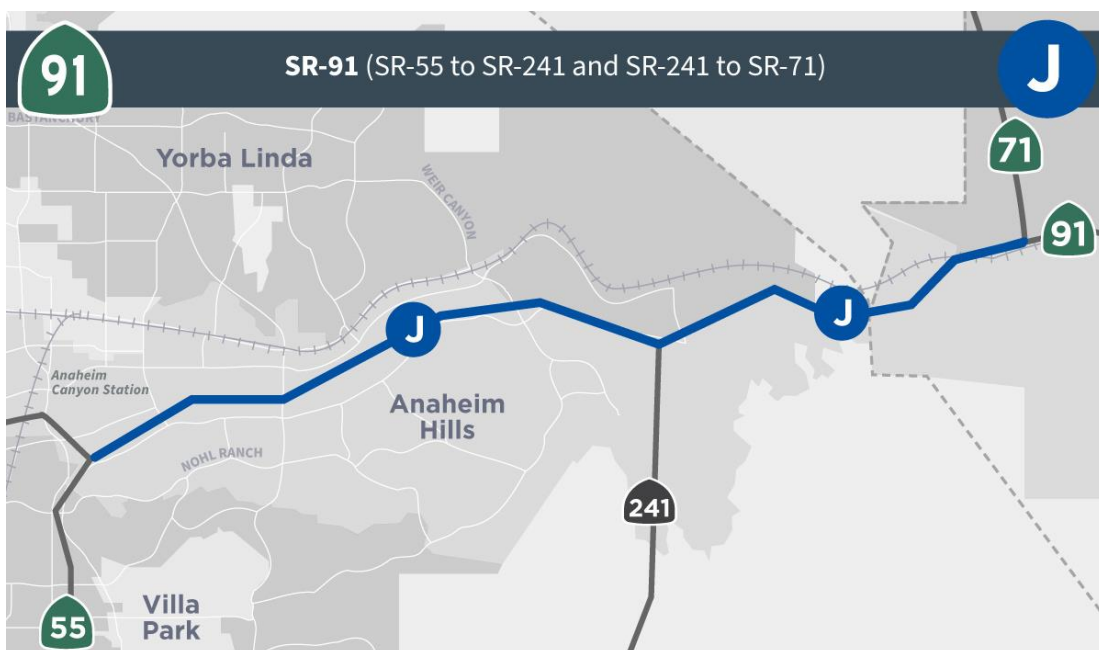 91
SR-91 (SR-55 to SR-241 and SR-241 to SR-71)
J
BASTANCHURY
Yorba Linda
WEIR CANYON
71
91
J
J
Anaheim
Canyon Station
Anaheim
Hills
NOHL RANCH
241
Villa
Park
55